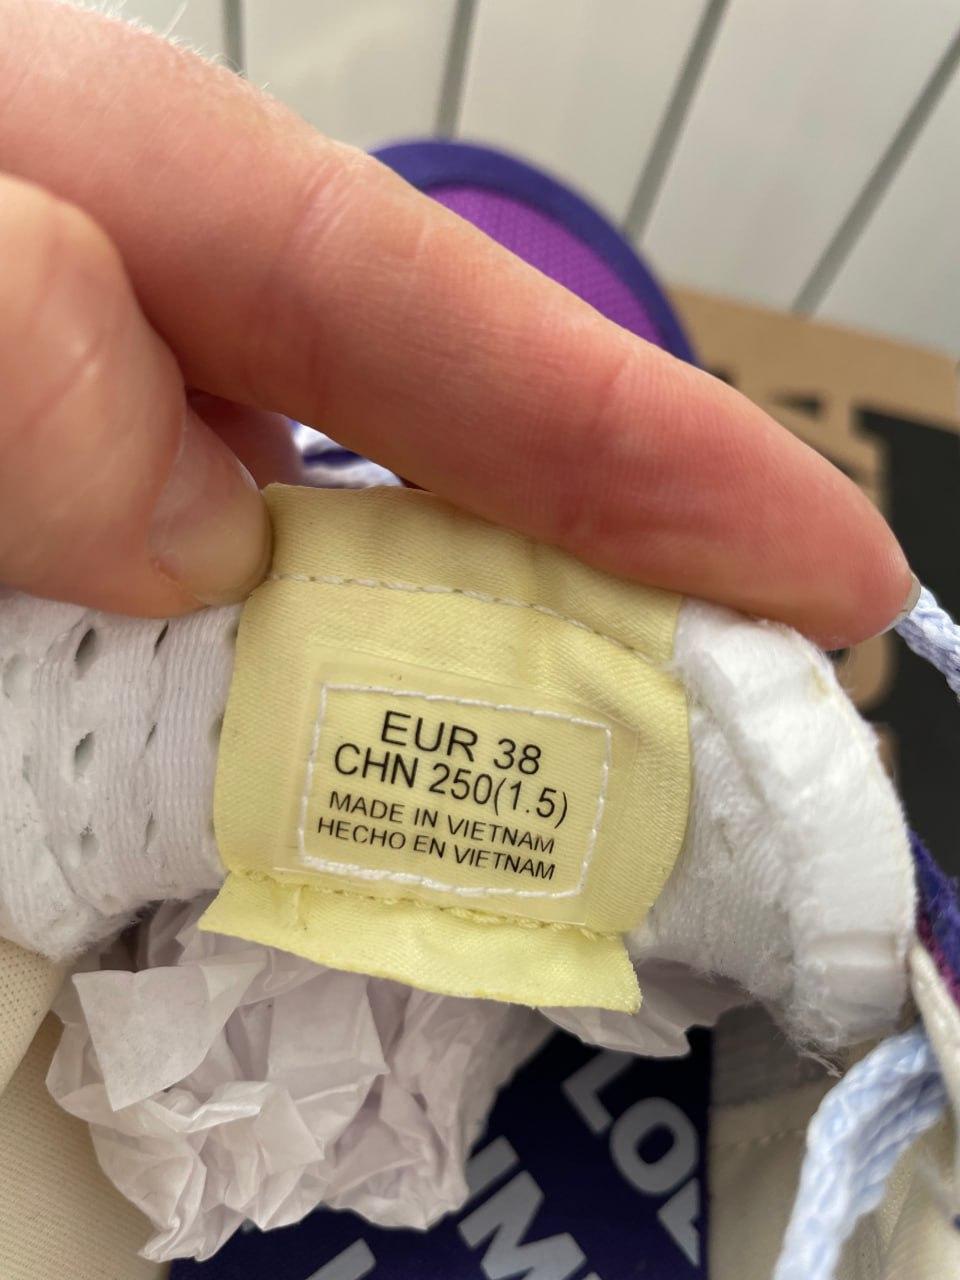 EUR 38
CHN 250(1.5)
MADE IN VIETNAM
HECHO EN VIETNAM